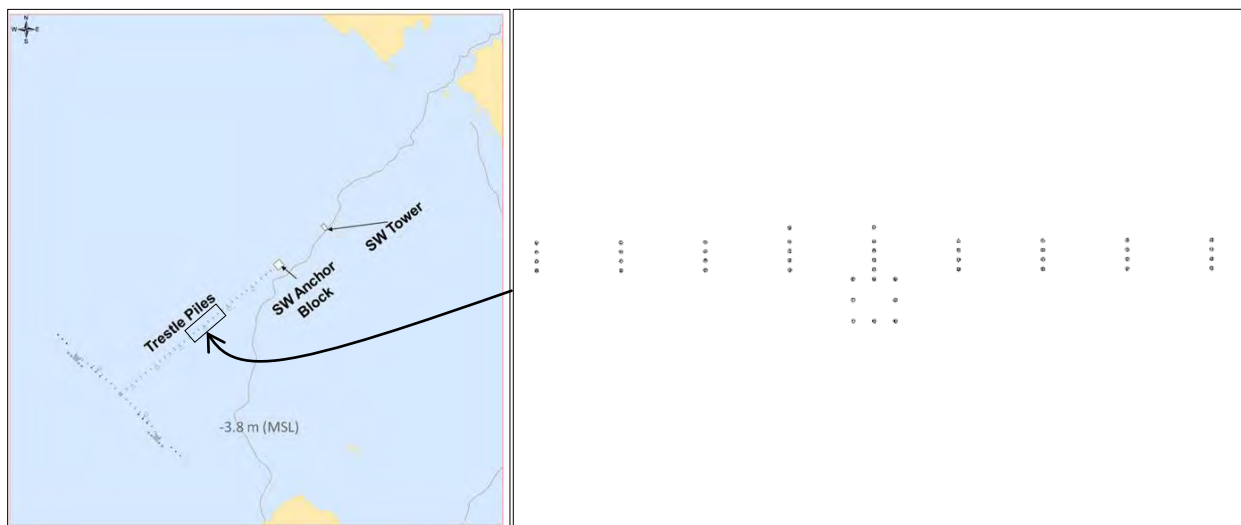 N
W E
S
SW Tower
SW Anchor
Block
Trestle Piles
-3.8 m (MSL)